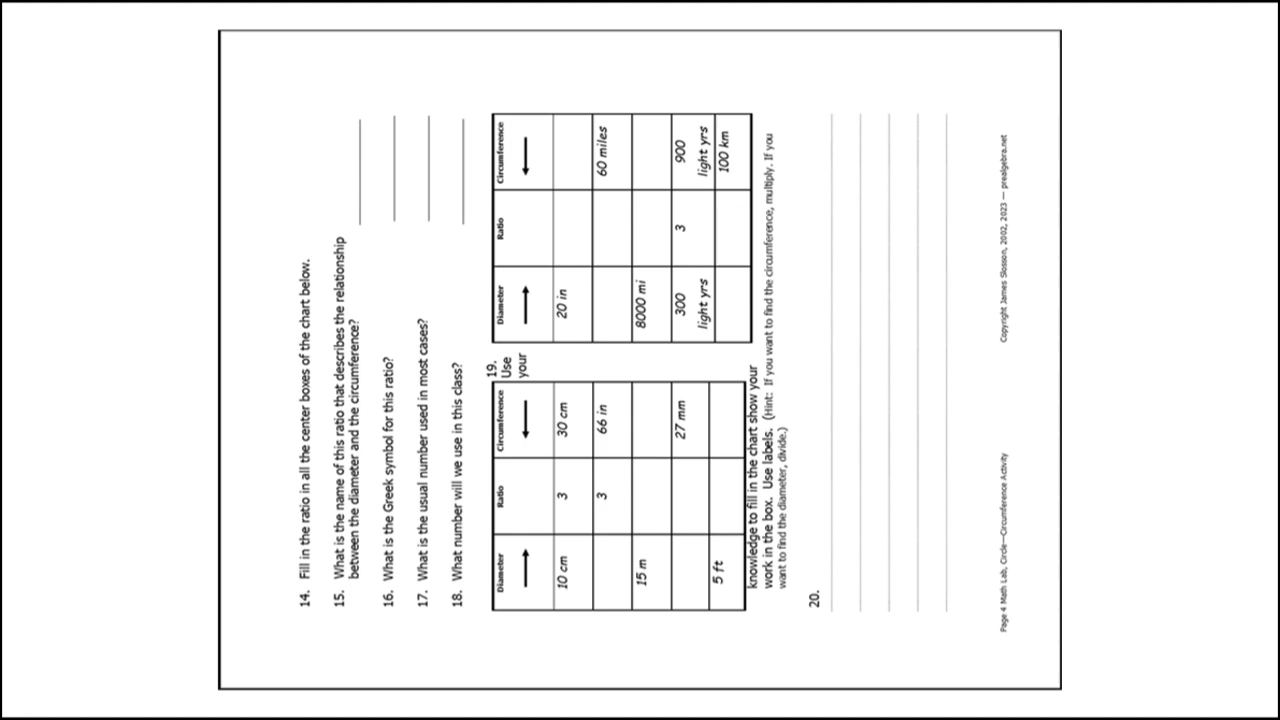 14. Fill in the ratio in all the center boxes of the chart below.
15. What is the name of this ratio that describes the relationship
between the diameter and the circumference?
16. What is the Greek symbol for this ratio?
17. What is the usual number used in most cases?
18. What number will we use in this class?
Diameter Ratio Circumference
10 cm 3 30 cm
3 66 in
15 m
27 mm
5 ft
19.
Use
your
Diameter Ratio Circumference
20 in
60 miles
8000 mi
300 3 900
light yrs light yrs
100 km
knowledge to fill in the chart show your
work in the box. Use labels. (Hint: If you want to find the circumference, multiply. If you
want to find the diameter, divide.)
20.
Page 4 Math Lab, Circle—Circumference Activity Copyright James Slosson, 2002, 2023 — prealgebra.net